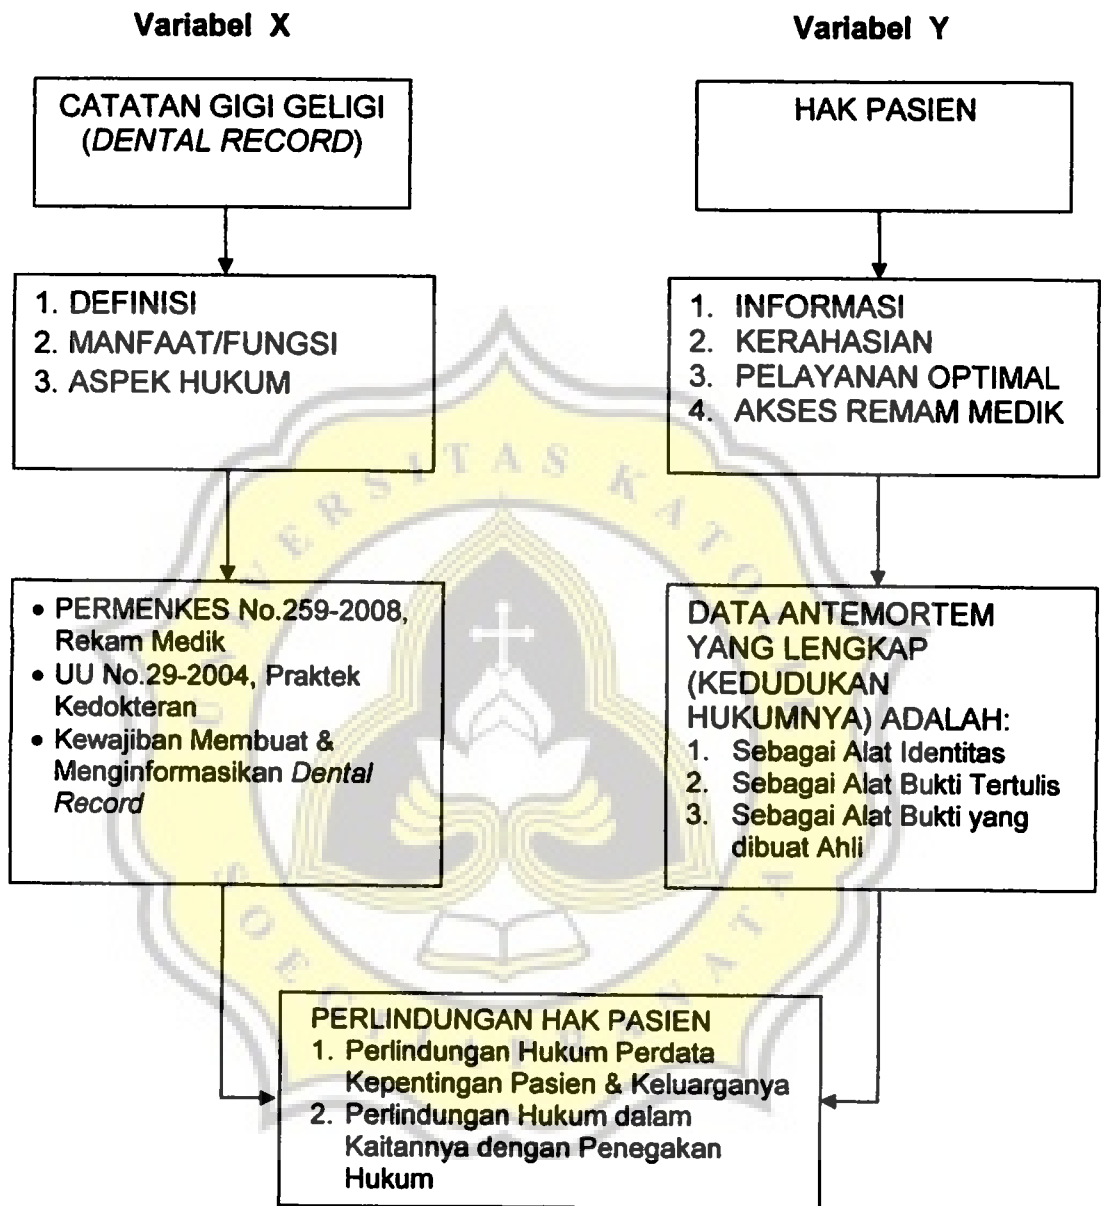 Variabel X
CATATAN GIGI GELIGI
(DENTAL RECORD)
1. DEFINISI
2. MANFAAT/FUNGSI
3. ASPEK HUKUM
• PERMENKES No.259-2008,
Rekam Medik
• UU No.29-2004, Praktek
Kedokteran
• Kewajiban Membuat &
Menginformasikan Dental
Record
Variabel Y
HAK PASIEN
1. INFORMASI
2. KERAHASIAN
3. PELAYANAN OPTIMAL
4. AKSES REMAM MEDIK
DATA ANTEMORTEM
YANG LENGKAP
(KEDUDUKAN
HUKUMNYA) ADALAH:
1. Sebagai Alat Identitas
2. Sebagai Alat Bukti Tertulis
3. Sebagai Alat Bukti yang
dibuat Ahli
PERLINDUNGAN HAK PASIEN
1. Perlindungan Hukum Perdata
Kepentingan Pasien & Keluarganya
2. Perlindungan Hukum dalam
Kaitannya dengan Penegakan
Hukum